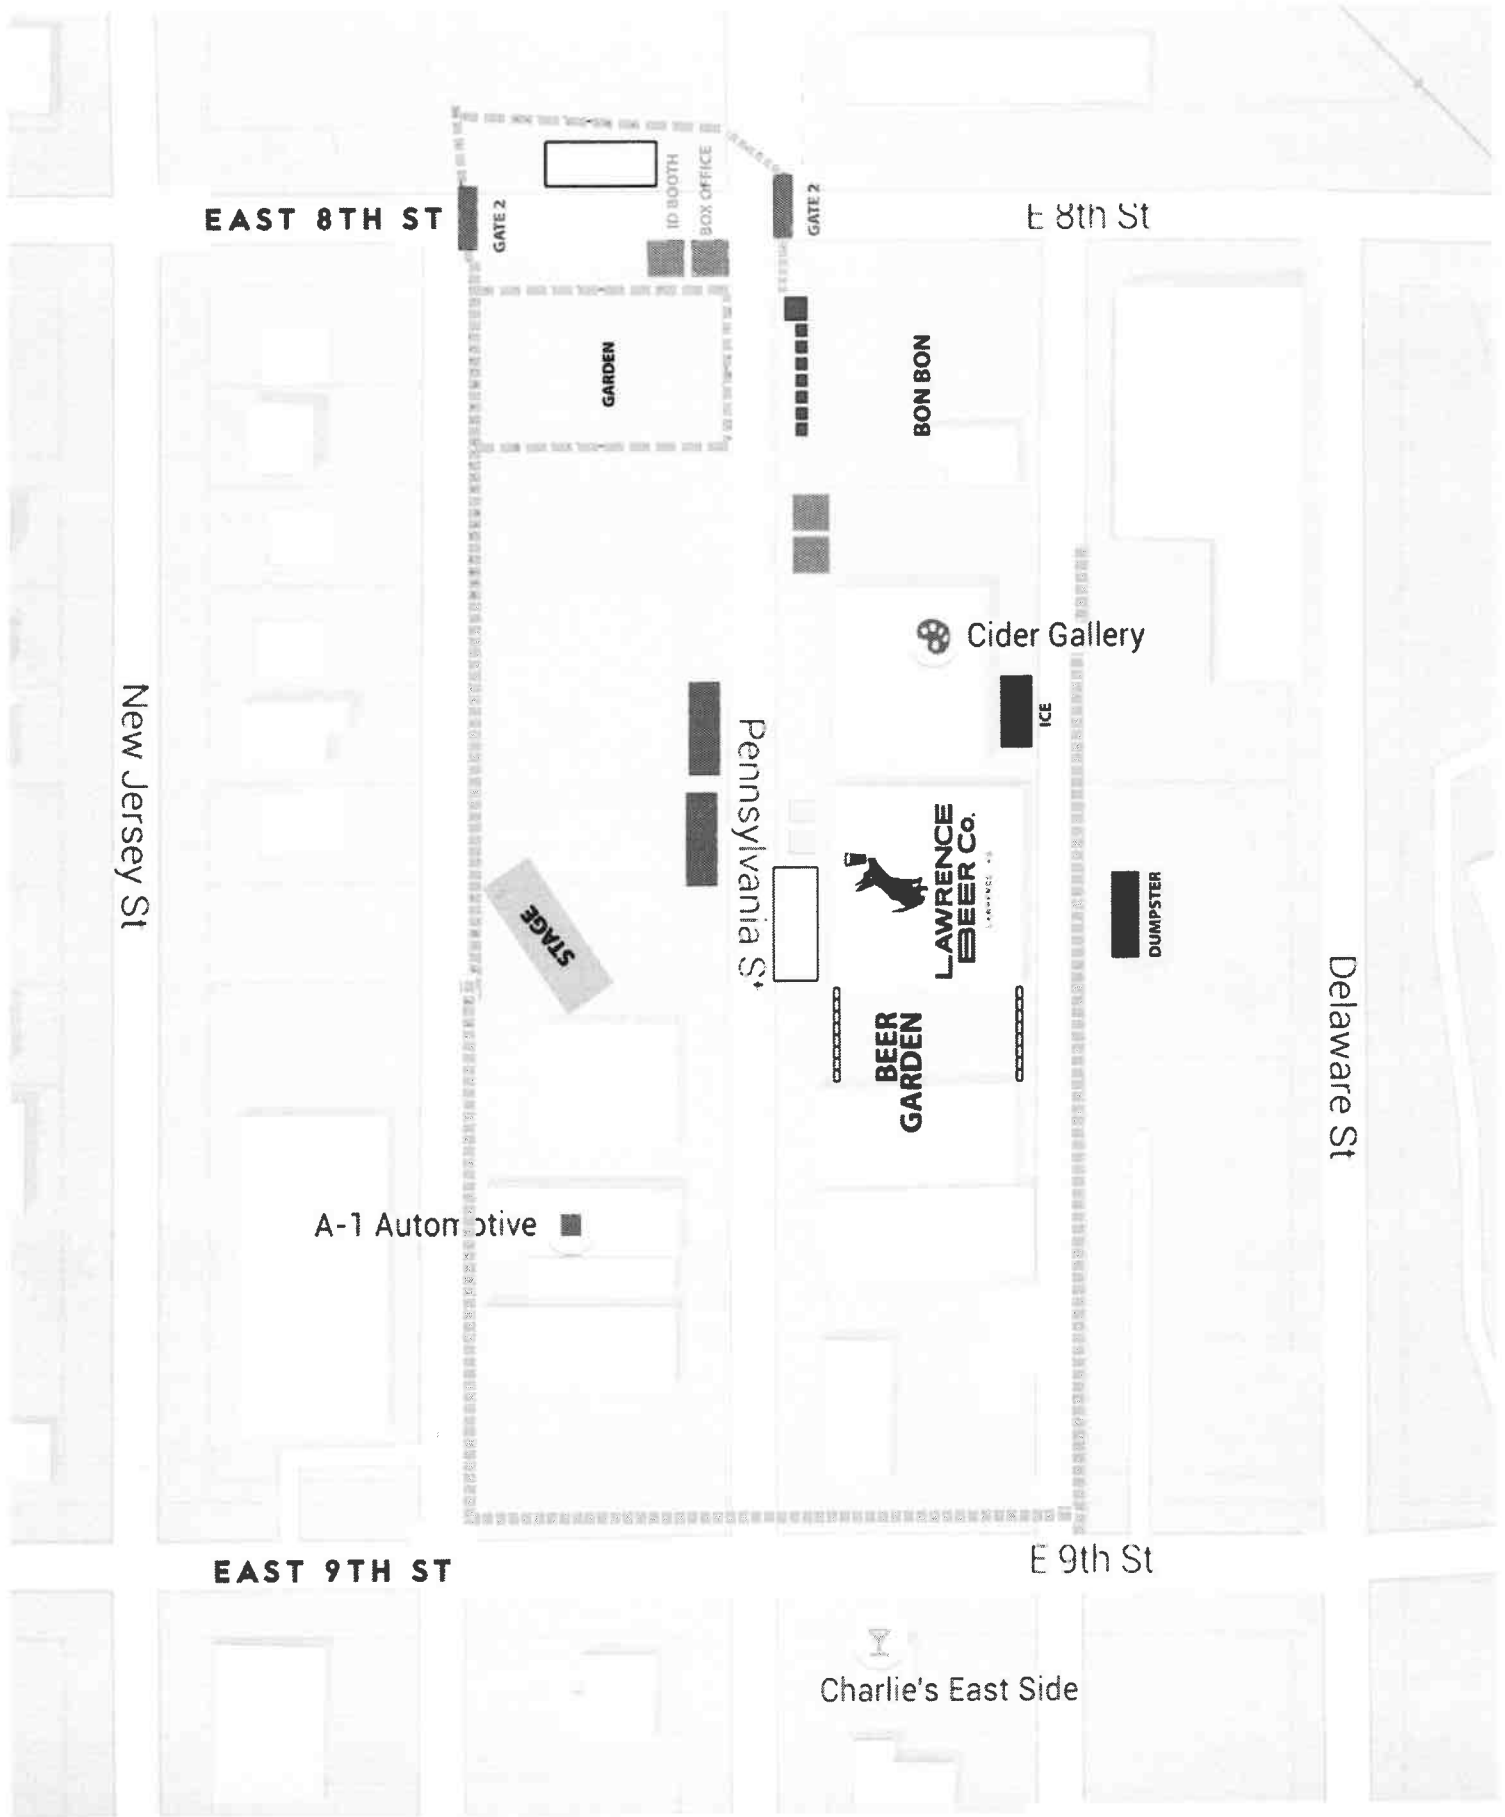 ID BOOTH
BOX OFFICE
EAST 8TH ST
GATE 2
GATE 2
E 8th St
GARDEN
BON BON
Cider Gallery
ICE
New Jersey St
Pennsylvania St
LAWRENCE
BEER Co.
DUMPSTER
STAGE
BEER
GARDEN
Delaware St
A-1 Automotive
EAST 9TH ST
E 9th St
Charlie's East Side